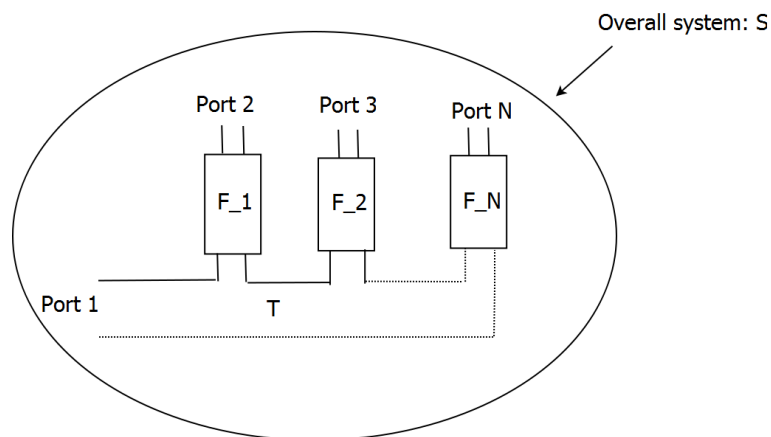 Overall system: S
Port 2
Port 3
Port N
F_1
F_2
F_N
Port 1
T